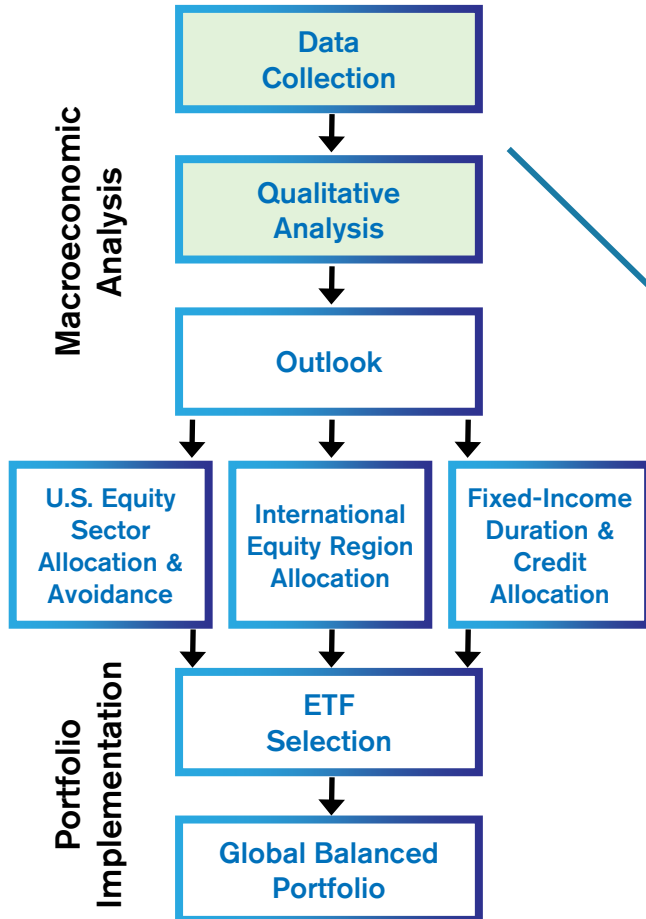 Macroeconomic
Analysis
Data
Collection
Qualitative
Analysis
Outlook
U.S. Equity
Sector
Allocation &
Avoidance
International
Equity Region
Allocation
Fixed-Income
Duration &
Credit
Allocation
Portfolio
Implementation
ETF
Selection
Global Balanced
Portfolio